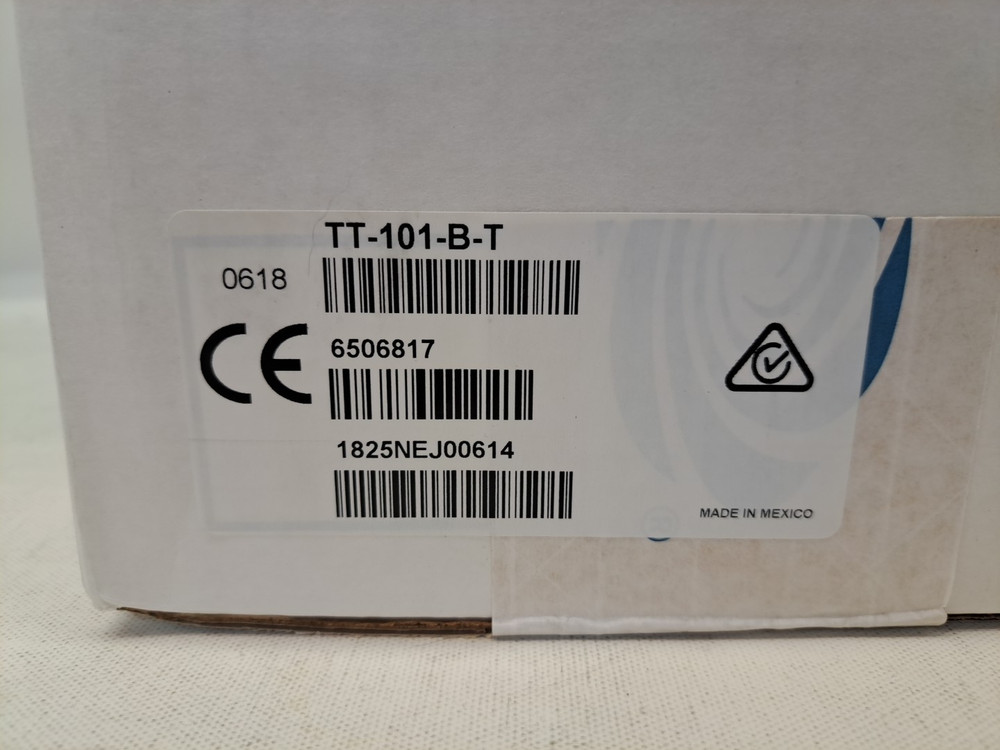 TT-101-B-T
0618
CE
6506817
1825NEJ00614
MADE IN MEXICO